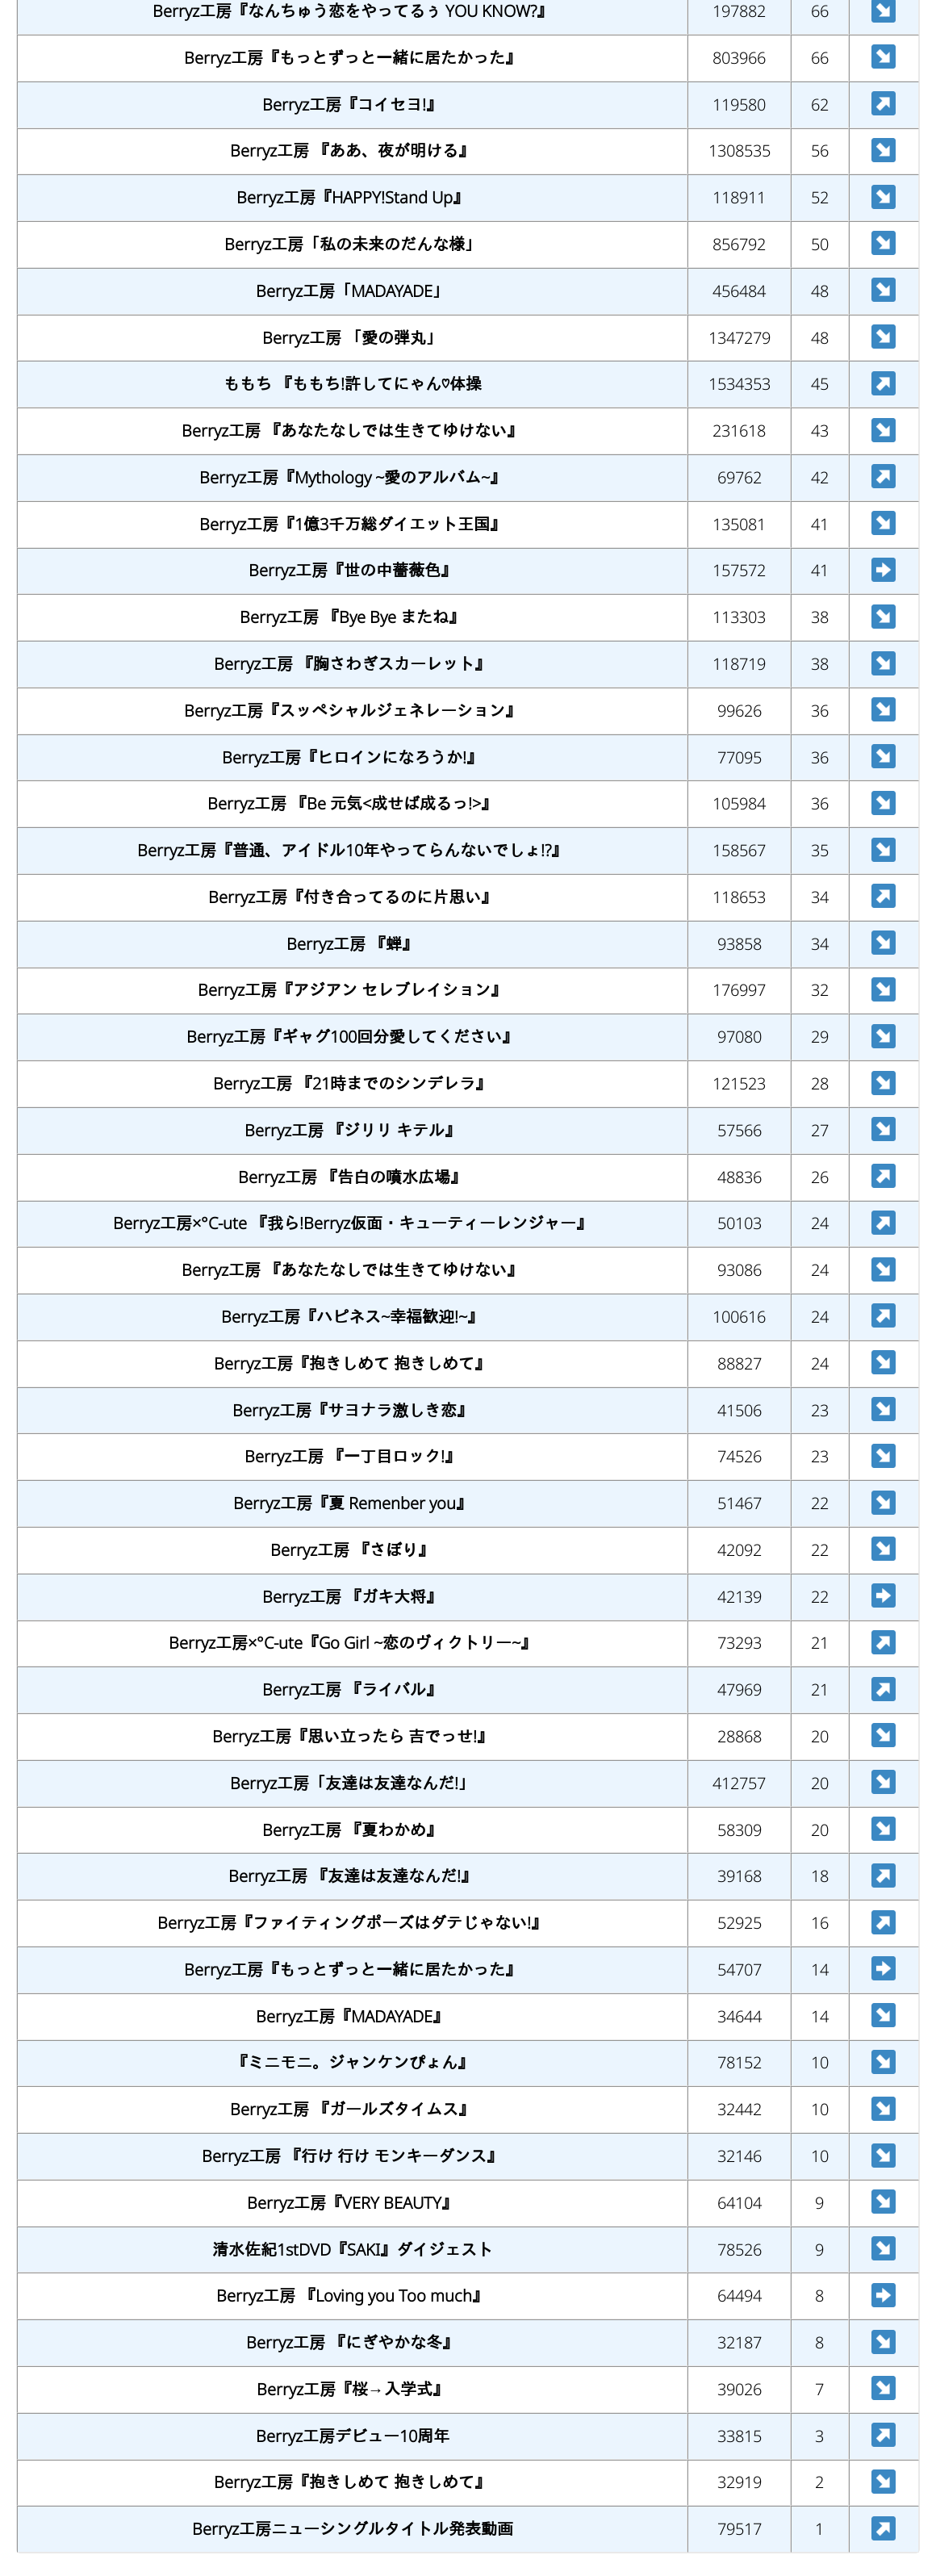 Berryz工房『なんちゅう恋をやってるぅ YOU KNOW?』 197882 66 ↘
Berryz工房『もっとずっと一緒に居たかった』 803966 66 ↘
Berryz工房『コイセヨ!』 119580 62 ↗
Berryz工房 『ああ、夜が明ける』 1308535 56 ↘
Berryz工房『HAPPY!Stand Up』 118911 52 ↘
Berryz工房「私の未来のだんな様」 856792 50 ↘
Berryz工房「MADAYADE」 456484 48 ↘
Berryz工房 「愛の弾丸」 1347279 48 ↘
ももち 『ももち!許してにゃん♡体操 1534353 45 ↗
Berryz工房 『あなたなしでは生きてゆけない』 231618 43 ↘
Berryz工房『Mythology ~愛のアルバム~』 69762 42 ↗
Berryz工房『1億3千万総ダイエット王国』 135081 41 ↘
Berryz工房『世の中薔薇色』 157572 41 ➡
Berryz工房 『Bye Bye またね』 113303 38 ↘
Berryz工房 『胸さわぎスカーレット』 118719 38 ↘
Berryz工房『スッペシャルジェネレーション』 99626 36 ↘
Berryz工房『ヒロインになろうか!』 77095 36 ↘
Berryz工房 『Be 元気<成せば成るっ!>』 105984 36 ↘
Berryz工房『普通、アイドル10年やってらんないでしょ!?』 158567 35 ↘
Berryz工房『付き合ってるのに片思い』 118653 34 ↗
Berryz工房 『蝉』 93858 34 ↘
Berryz工房『アジアン セレブレイション』 176997 32 ↘
Berryz工房『ギャグ100回分愛してください』 97080 29 ↘
Berryz工房 『21時までのシンデレラ』 121523 28 ↘
Berryz工房 『ジリリ キテル』 57566 27 ↘
Berryz工房 『告白の噴水広場』 48836 26 ↗
Berryz工房×°C-ute 『我ら!Berryz仮面・キューティーレンジャー』 50103 24 ↗
Berryz工房 『あなたなしでは生きてゆけない』 93086 24 ↘
Berryz工房『ハピネス~幸福歓迎!~』 100616 24 ↗
Berryz工房『抱きしめて 抱きしめて』 88827 24 ↘
Berryz工房『サヨナラ激しき恋』 41506 23 ↘
Berryz工房 『一丁目ロック!』 74526 23 ↘
Berryz工房『夏 Remenber you』 51467 22 ↘
Berryz工房 『さぼり』 42092 22 ↘
Berryz工房 『ガキ大将』 42139 22 ➡
Berryz工房×°C-ute『Go Girl ~恋のヴィクトリー~』 73293 21 ↗
Berryz工房 『ライバル』 47969 21 ↗
Berryz工房『思い立ったら 吉でっせ!』 28868 20 ↘
Berryz工房「友達は友達なんだ!」 412757 20 ↘
Berryz工房 『夏わかめ』 58309 20 ↘
Berryz工房 『友達は友達なんだ!』 39168 18 ↗
Berryz工房『ファイティングポーズはダテじゃない!』 52925 16 ↗
Berryz工房『もっとずっと一緒に居たかった』 54707 14 ➡
Berryz工房『MADAYADE』 34644 14 ↘
『ミニモニ。ジャンケンぴょん』 78152 10 ↘
Berryz工房 『ガールズタイムス』 32442 10 ↘
Berryz工房 『行け 行け モンキーダンス』 32146 10 ↘
Berryz工房『VERY BEAUTY』 64104 9 ↘
清水佐紀1stDVD『SAKI』ダイジェスト 78526 9 ↘
Berryz工房 『Loving you Too much』 64494 8 ➡
Berryz工房 『にぎやかな冬』 32187 8 ↘
Berryz工房『桜→入学式』 39026 7 ↘
Berryz工房デビュー10周年 33815 3 ↗
Berryz工房『抱きしめて 抱きしめて』 32919 2 ↘
Berryz工房ニューシングルタイトル発表動画 79517 1 ↗